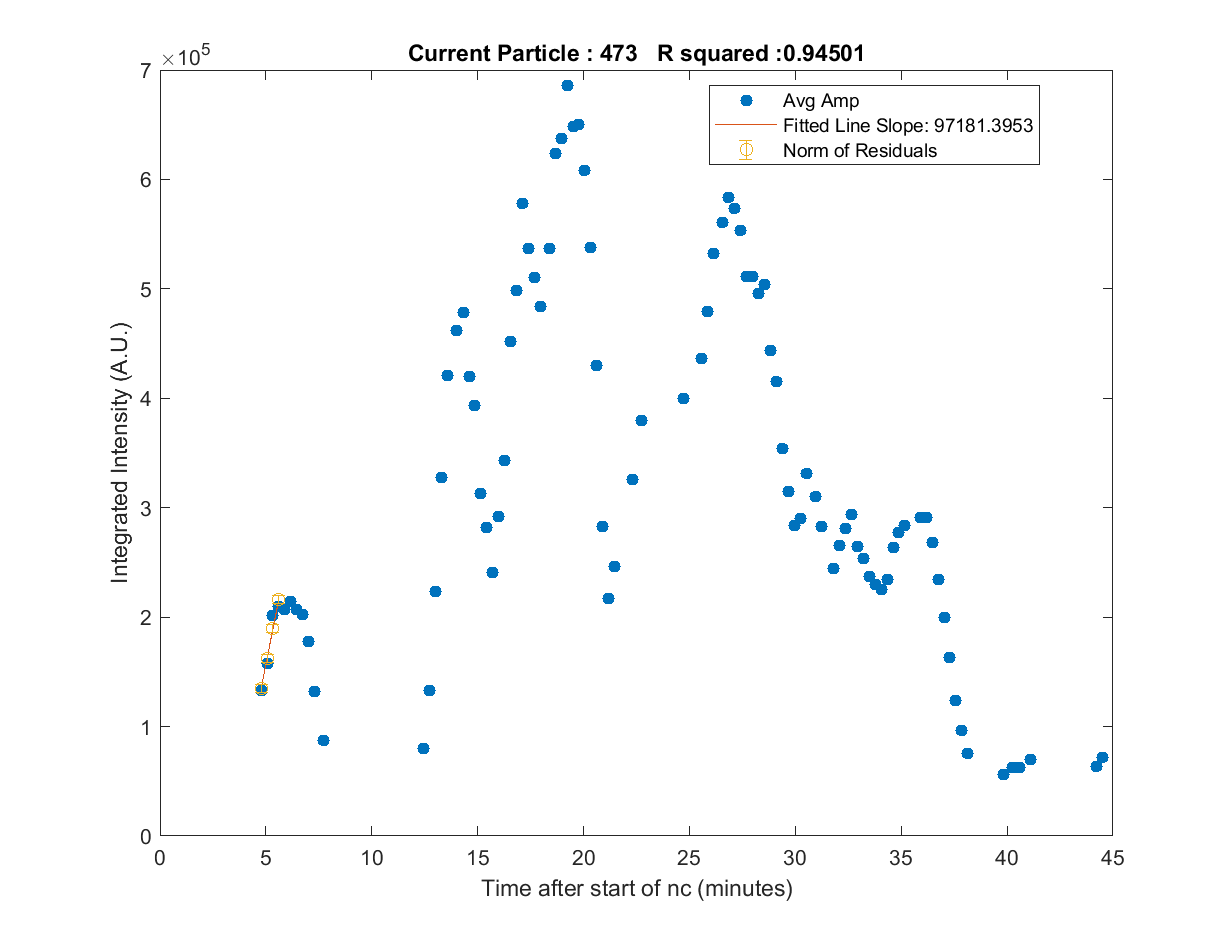 Current Particle : 473 R squared :0.94501
×10^5
7
6
5
4
3
2
1
0
0 5 10 15 20 25 30 35 40 45
Integrated Intensity (A.U.)
Time after start of nc (minutes)
Avg Amp
Fitted Line Slope: 97181.3953
Norm of Residuals